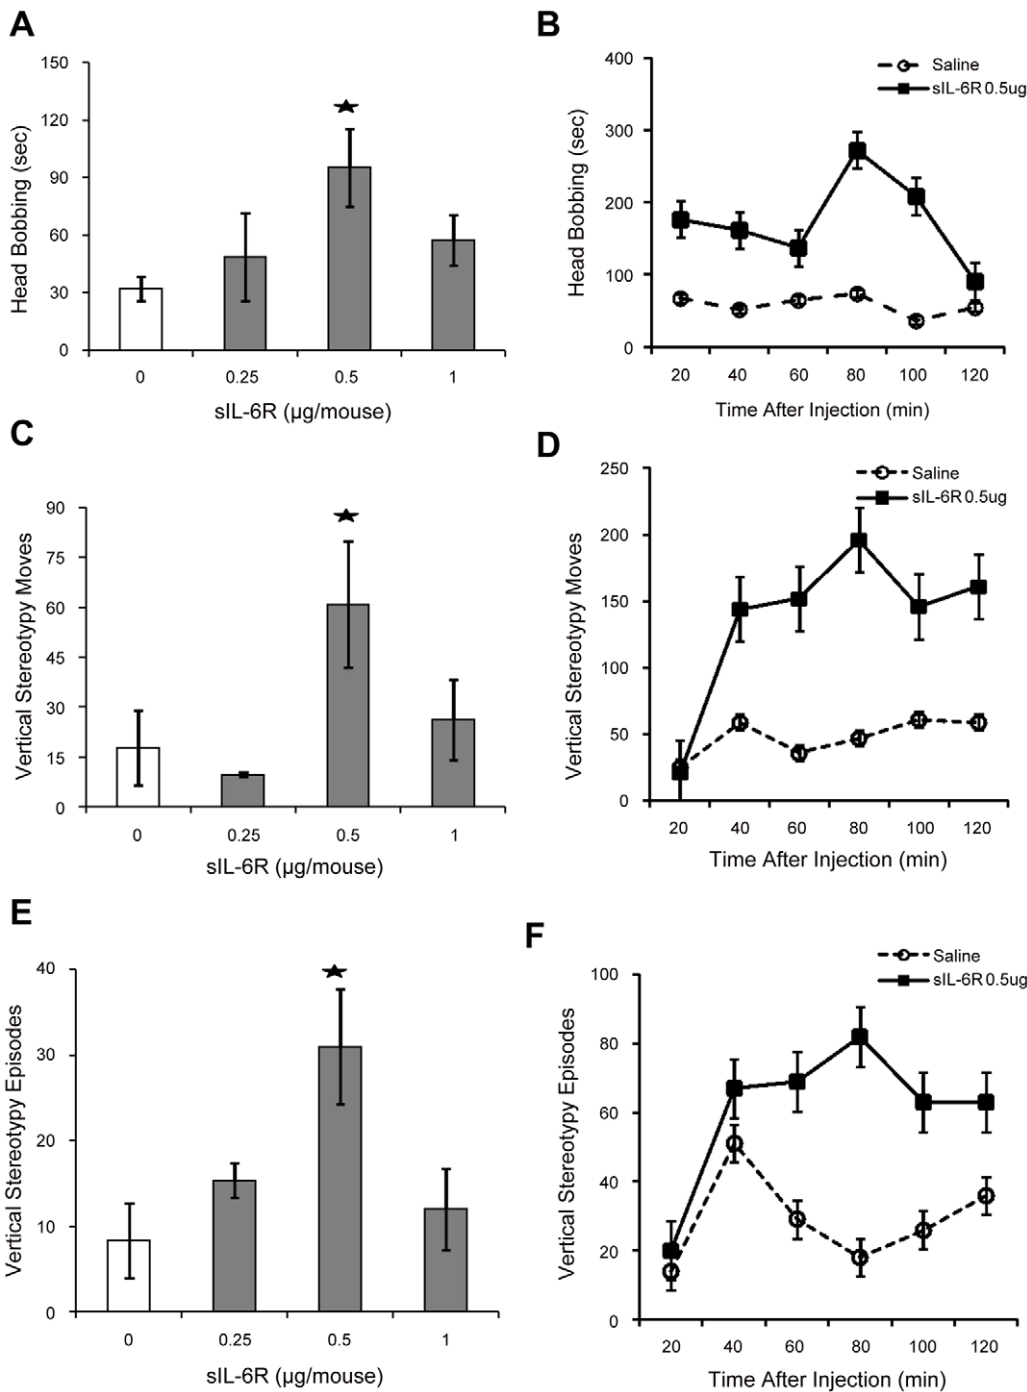 A
150
120
90
60
30
0
Head Bobbing (sec)
0 0.25 0.5 1
sIL-6R (µg/mouse)
B
400
300
200
100
0
Head Bobbing (sec)
Saline
sIL-6R 0.5ug
20 40 60 80 100 120
Time After Injection (min)
C
90
75
60
45
30
15
0
Vertical Stereotypy Moves
0 0.25 0.5 1
sIL-6R (µg/mouse)
D
250
200
150
100
50
0
Vertical Stereotypy Moves
Saline
sIL-6R 0.5ug
20 40 60 80 100 120
Time After Injection (min)
E
40
30
20
10
0
Vertical Stereotypy Episodes
0 0.25 0.5 1
sIL-6R (µg/mouse)
F
100
80
60
40
20
0
Vertical Stereotypy Episodes
Saline
sIL-6R 0.5ug
20 40 60 80 100 120
Time After Injection (min)